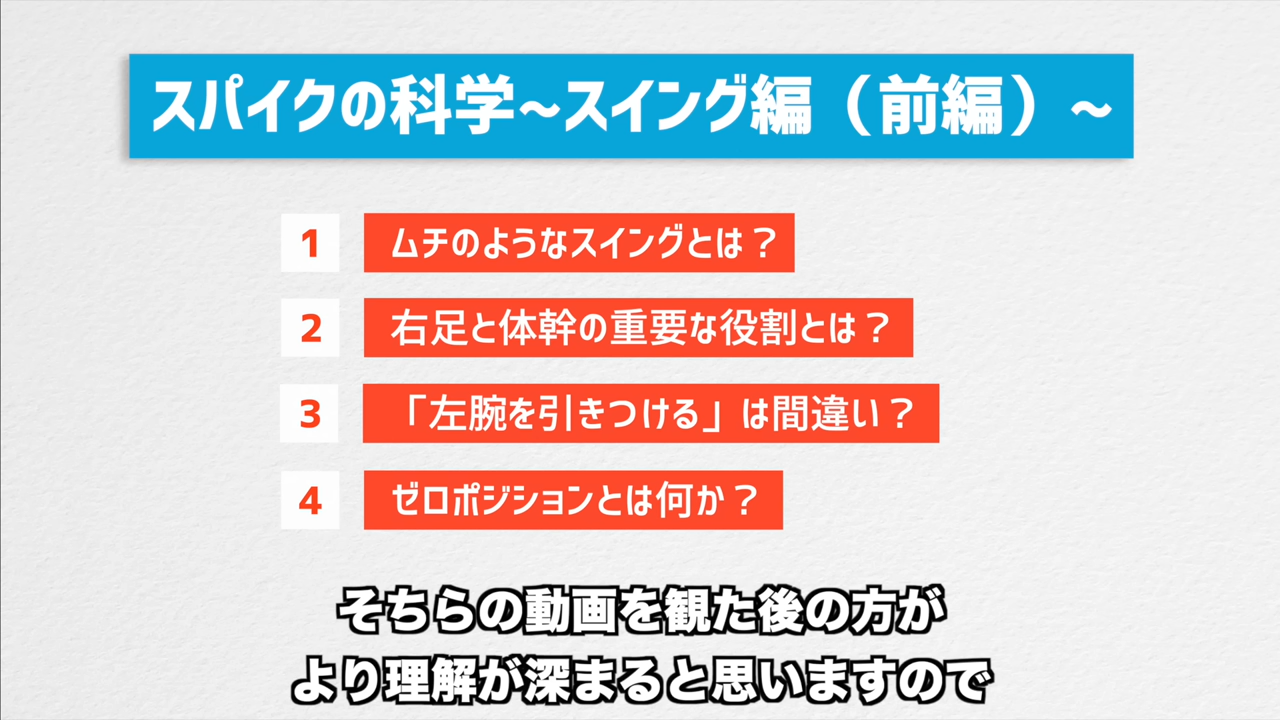 スパイクの科学~スイング編（前編）~
1 ムチのようなスイングとは？
2 右足と体幹の重要な役割とは？
3 「左腕を引きつける」は間違い？
4 ゼロポジションとは何か？
そちらの動画を観た後の方が
より理解が深まると思いますので